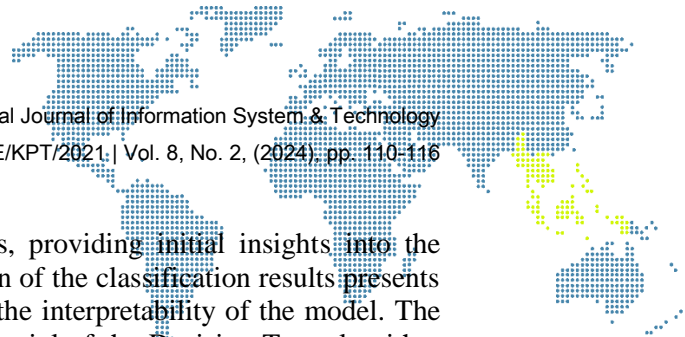 al Journal of Information System & Technology
E/KPT/2021 | Vol. 8, No. 2, (2024), pp. 110-116
s, providing initial insights into the
n of the classification results presents
the interpretability of the model. The